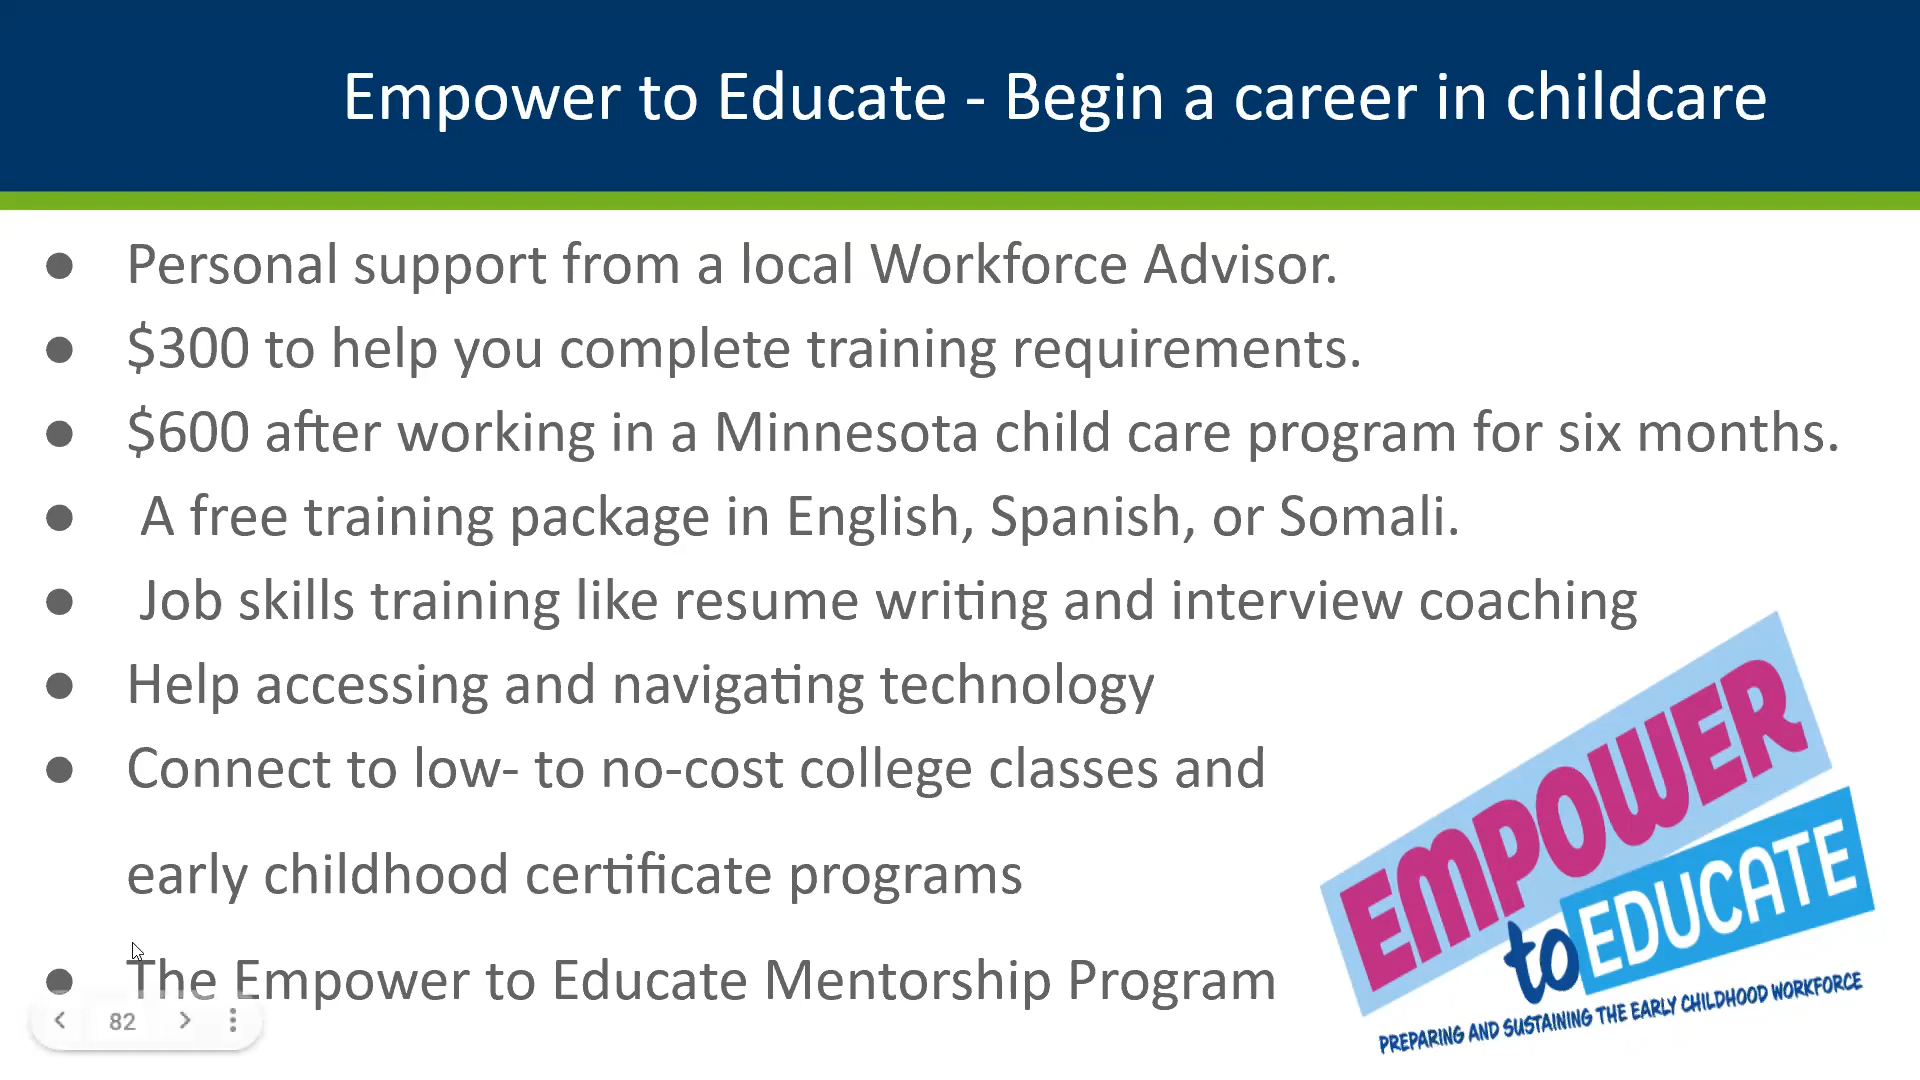 Empower to Educate - Begin a career in childcare
● Personal support from a local Workforce Advisor.
● $300 to help you complete training requirements.
● $600 after working in a Minnesota child care program for six months.
● A free training package in English, Spanish, or Somali.
● Job skills training like resume writing and interview coaching
● Help accessing and navigating technology
● Connect to low- to no-cost college classes and
early childhood certificate programs
● The Empower to Educate Mentorship Program
82
EMPOWER
to EDUCATE
PREPARING AND SUSTAINING THE EARLY CHILDHOOD WORKFORCE